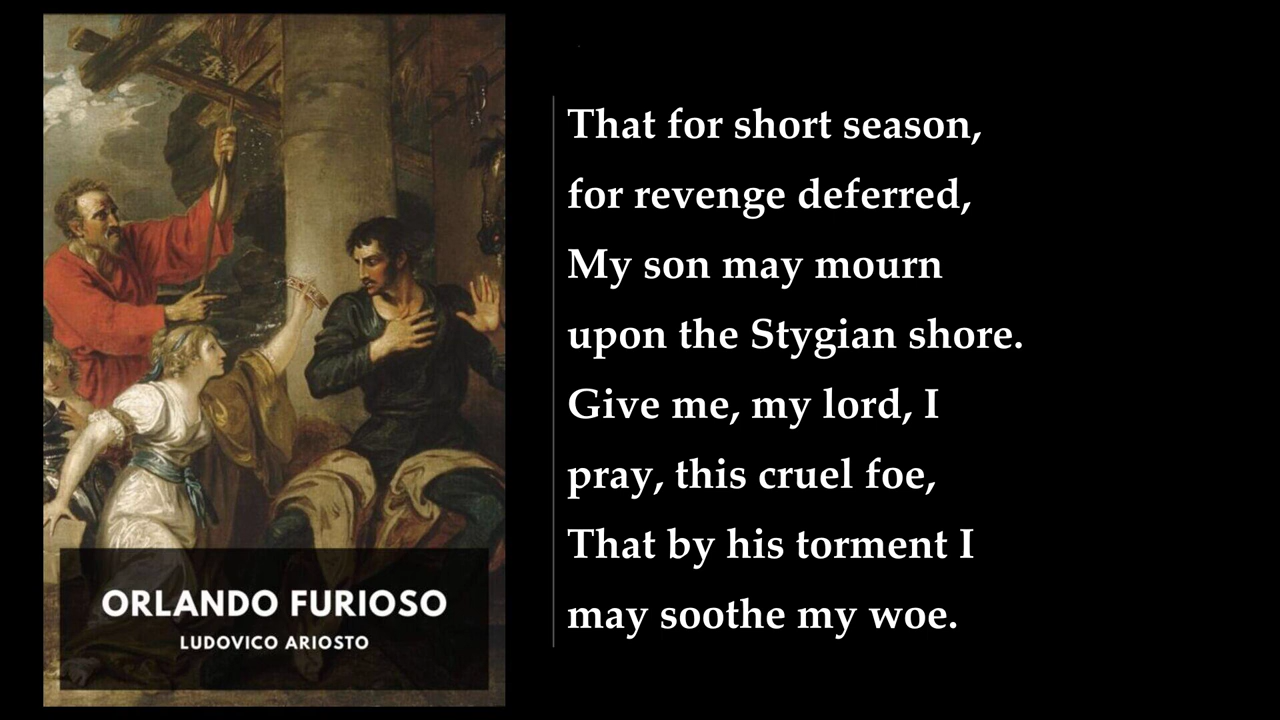 ORLANDO FURIOSO
LUDOVICO ARIOSTO
That for short season,
for revenge deferred,
My son may mourn
upon the Stygian shore.
Give me, my lord, I
pray, this cruel foe,
That by his torment I
may soothe my woe.